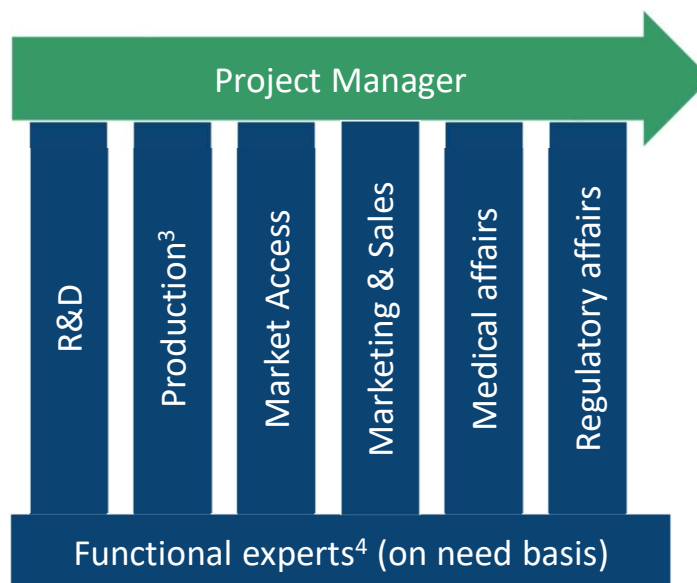 Project Manager
R&D
Production³
Market Access
Marketing & Sales
Medical affairs
Regulatory affairs
Functional experts⁴ (on need basis)